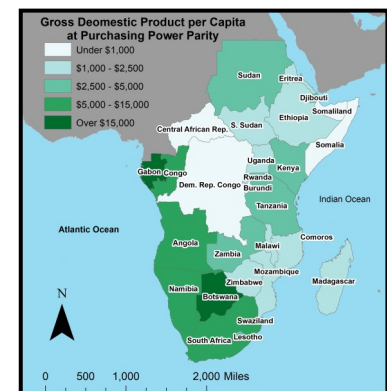 Gross Deomestic Product per Capita
at Purchasing Power Parity
Under $1,000
$1,000 - $2,500
$2,500 - $5,000
$5,000 - $15,000
Over $15,000
Sudan
Eritrea
Djibouti
Somaliland
Ethiopia
Central African Rep.
S. Sudan
Somalia
Uganda
Gabon
Congo
Kenya
Rwanda
Dem. Rep. Congo
Burundi
Indian Ocean
Tanzania
Atlantic Ocean
Comoros
Angola
Malawi
Zambia
Mozambique
Zimbabwe
Madagascar
Namibia
Botswana
N
Swaziland
Lesotho
South Africa
0 500 1,000 2,000 Miles